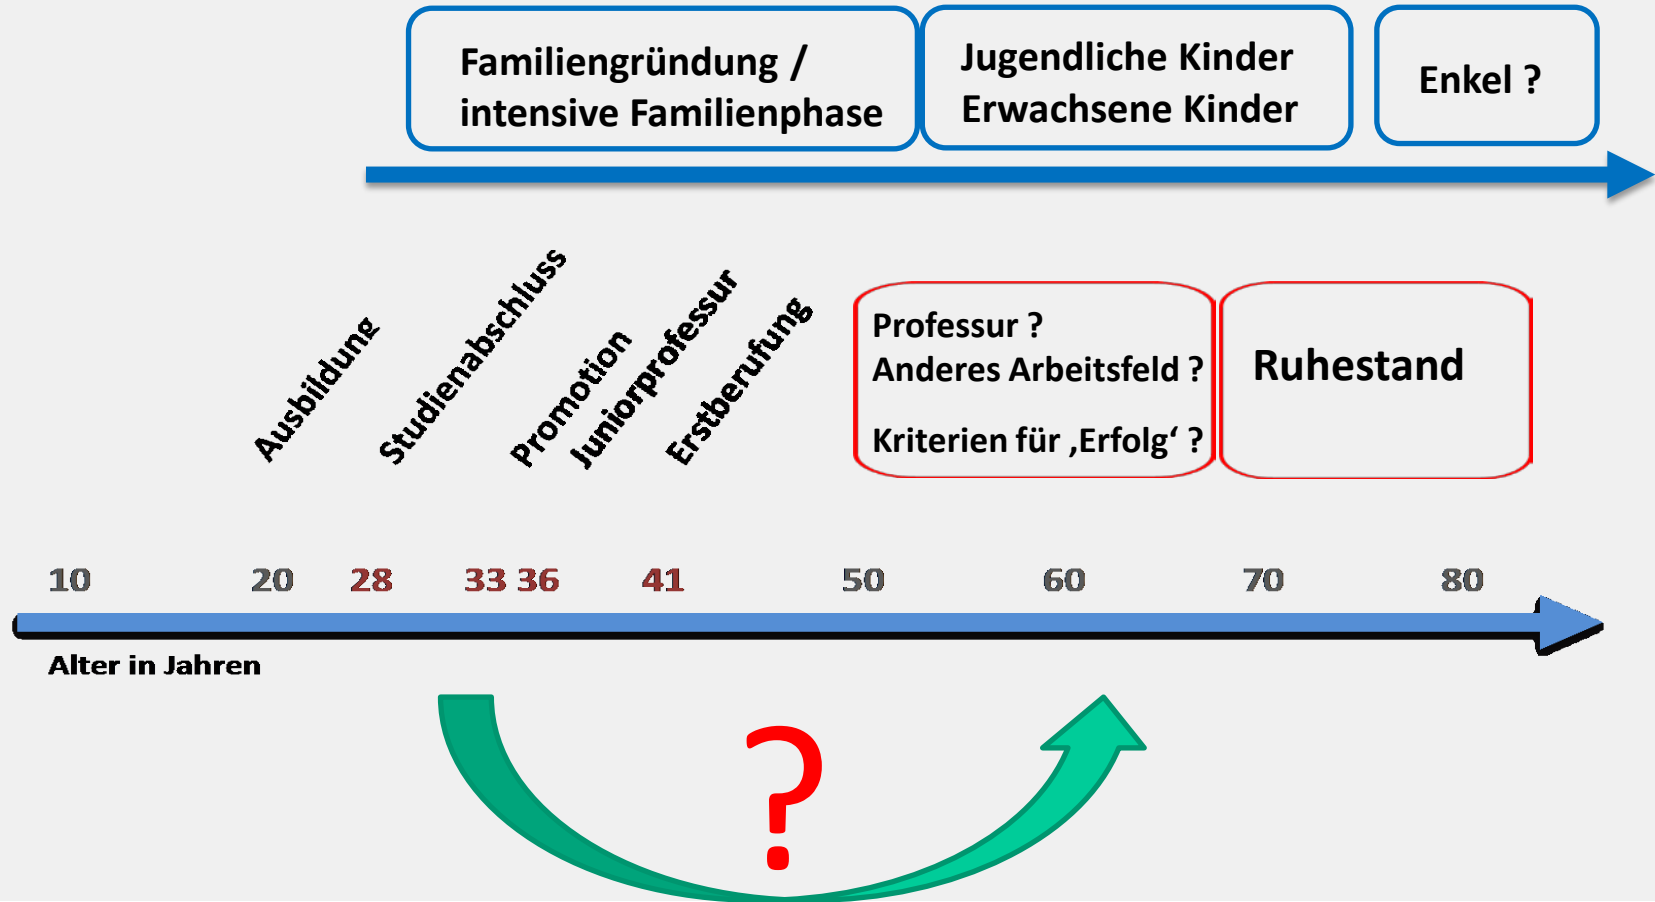 Familiengründung /
intensive Familienphase
Jugendliche Kinder
Erwachsene Kinder
Enkel ?
Ausbildung
Studienabschluss
Promotion
Juniorprofessur
Erstberufung
Professur ?
Anderes Arbeitsfeld ?
Kriterien für ‚Erfolg‘ ?
Ruhestand
10 20 28 33 36 41 50 60 70 80
Alter in Jahren
?